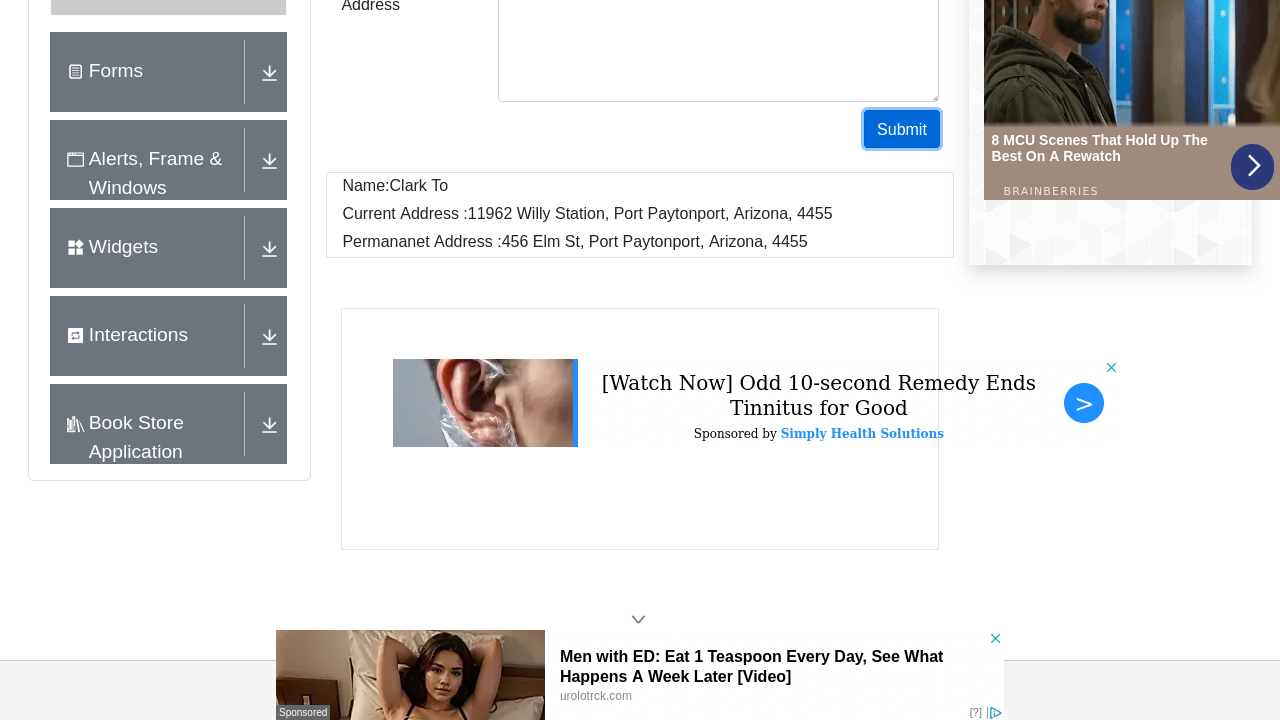 Address
Forms
Alerts, Frame &
Windows
Widgets
Interactions
Book Store
Application
Submit
Name:Clark To
Current Address :11962 Willy Station, Port Paytonport, Arizona, 4455
Permananet Address :456 Elm St, Port Paytonport, Arizona, 4455
8 MCU Scenes That Hold Up The
Best On A Rewatch
BRAINBERRIES
[Watch Now] Odd 10-second Remedy Ends
Tinnitus for Good
Sponsored by Simply Health Solutions
>
Men with ED: Eat 1 Teaspoon Every Day, See What
Happens A Week Later [Video]
urolotrck.com
Sponsored
[?]